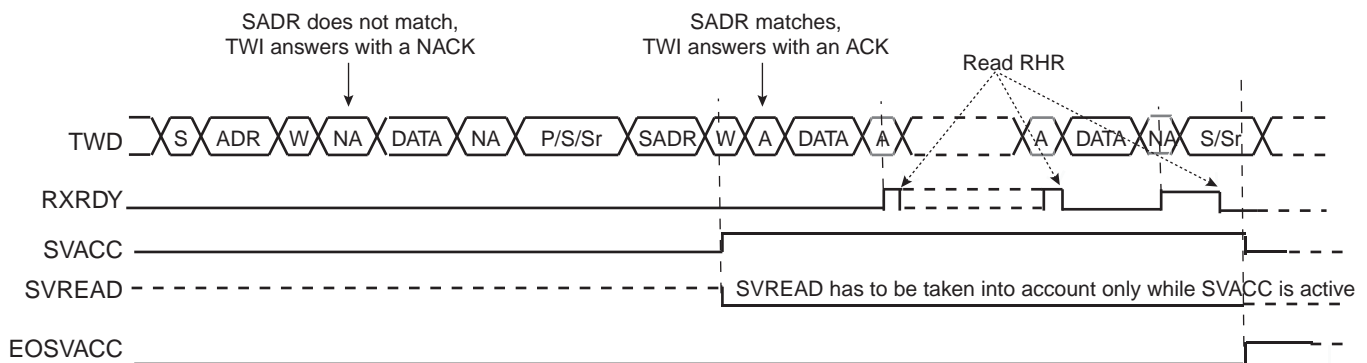 SADR does not match,
TWI answers with a NACK
SADR matches,
TWI answers with an ACK
Read RHR
TWD S ADR W NA DATA NA P/S/Sr SADR W A DATA A A DATA NA S/Sr
RXRDY
SVACC
SVREAD SVREAD has to be taken into account only while SVACC is active
EOSVACC